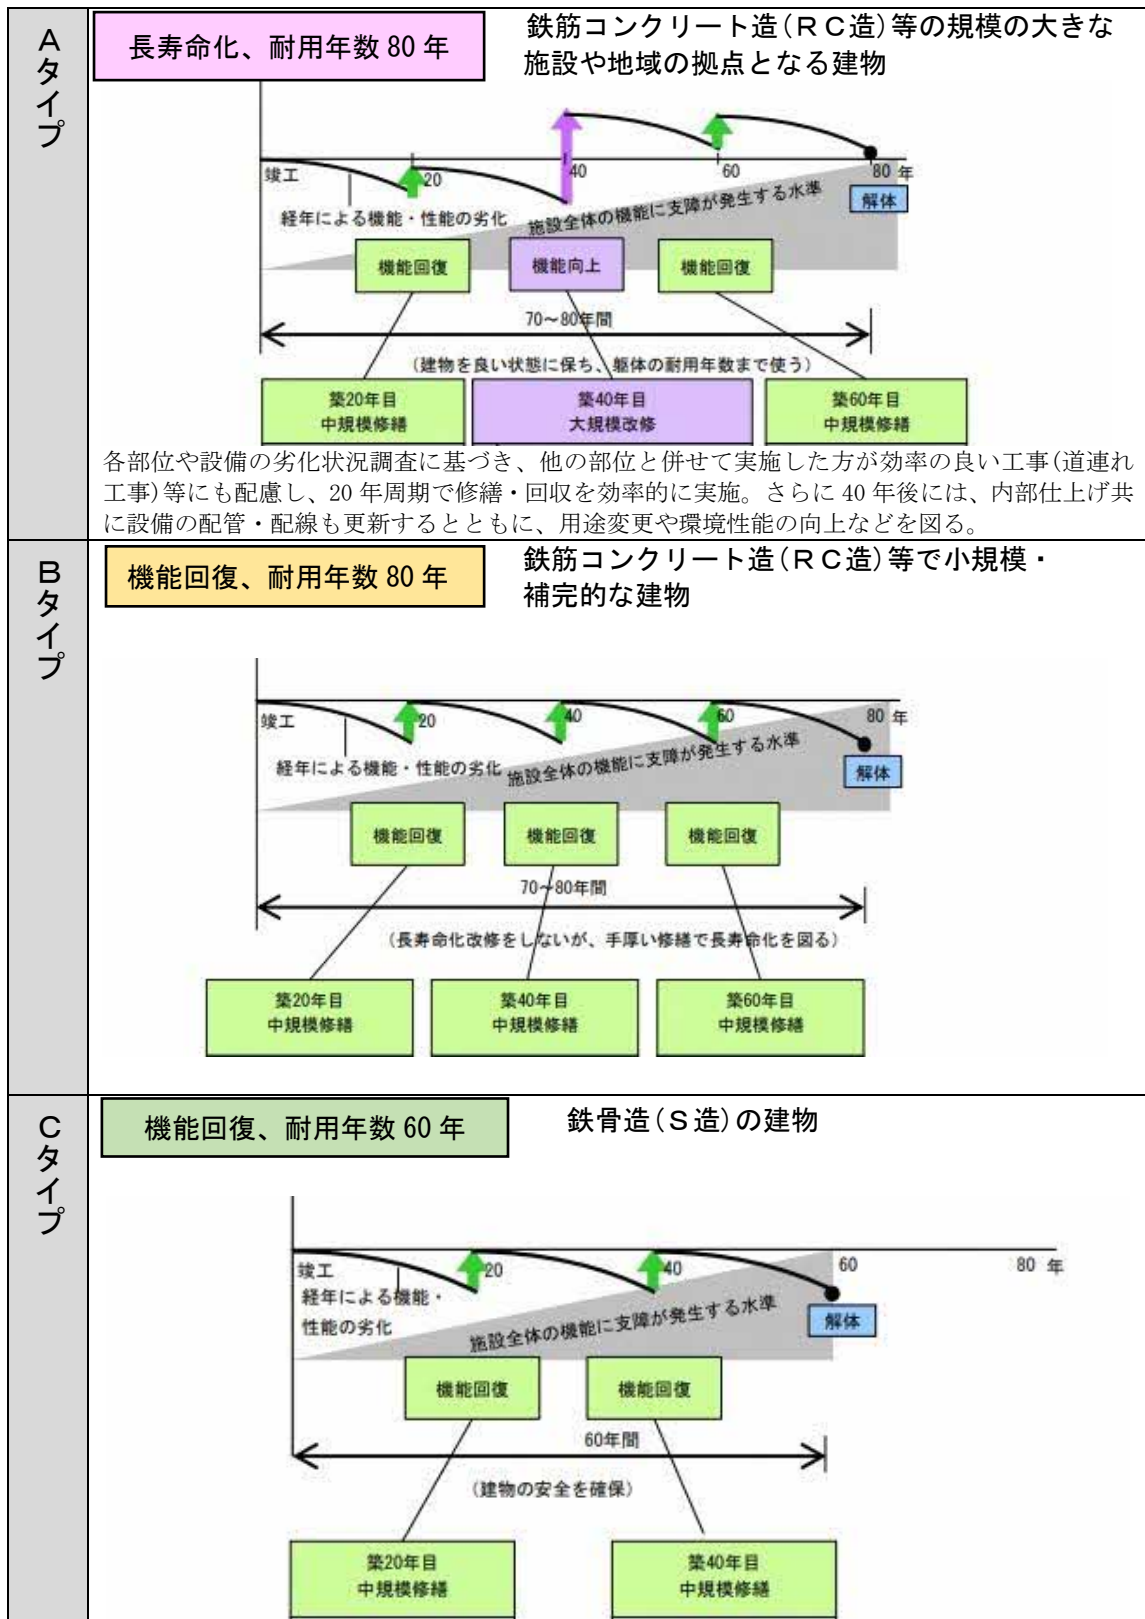 Aタイプ
長寿命化、耐用年数 80 年
鉄筋コンクリート造(RC造)等の規模の大きな
施設や地域の拠点となる建物
竣工
20
40
60
80 年
経年による機能・性能の劣化
施設全体の機能に支障が発生する水準
解体
機能回復
機能向上
機能回復
70～80年間
(建物を良い状態に保ち、躯体の耐用年数まで使う)
築20年目
中規模修繕
築40年目
大規模改修
築60年目
中規模修繕
各部位や設備の劣化状況調査に基づき、他の部位と併せて実施した方が効率の良い工事(道連れ
工事)等にも配慮し、20 年周期で修繕・回収を効率的に実施。さらに 40 年後には、内部仕上げ共
に設備の配管・配線も更新するとともに、用途変更や環境性能の向上などを図る。
Bタイプ
機能回復、耐用年数 80 年
鉄筋コンクリート造(RC造)等で小規模・
補完的な建物
竣工
20
40
60
80 年
経年による機能・性能の劣化
施設全体の機能に支障が発生する水準
解体
機能回復
機能回復
機能回復
70～80年間
(長寿命化改修をしないが、手厚い修繕で長寿命化を図る)
築20年目
中規模修繕
築40年目
中規模修繕
築60年目
中規模修繕
Cタイプ
機能回復、耐用年数 60 年
鉄骨造(S造)の建物
竣工
20
40
60
80 年
経年による機能・
性能の劣化
施設全体の機能に支障が発生する水準
解体
機能回復
機能回復
60年間
(建物の安全を確保)
築20年目
中規模修繕
築40年目
中規模修繕